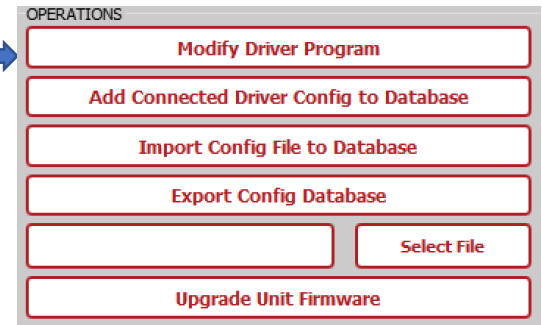 OPERATIONS
Modify Driver Program
Add Connected Driver Config to Database
Import Config File to Database
Export Config Database
Select File
Upgrade Unit Firmware